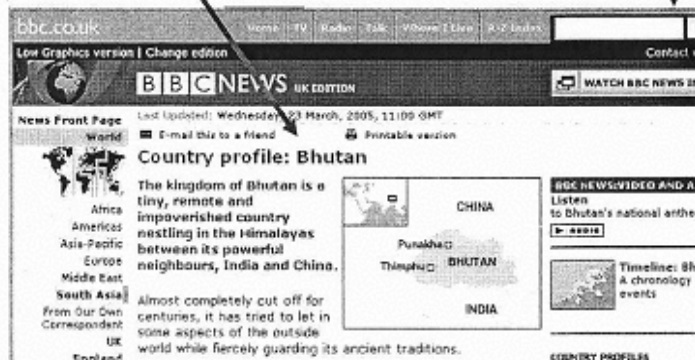 bbc.co.uk
Home TV Radio Talk Where I Live A-Z Index
Low Graphics version | Change edition
Contact
BBC NEWS UK EDITION
WATCH BBC NEWS IN
News Front Page
World
Africa
Americas
Asia-Pacific
Europe
Middle East
South Asia
From Our Own
Correspondent
UK
England
Last Updated: Wednesday, 23 March, 2005, 11:00 GMT
E-mail this to a friend
Printable version
Country profile: Bhutan
The kingdom of Bhutan is a
tiny, remote and
impoverished country
nestling in the Himalayas
between its powerful
neighbours, India and China.
Almost completely cut off for
centuries, it has tried to let in
some aspects of the outside
world while fiercely guarding its ancient traditions.
CHINA
Punakha
Thimphu
BHUTAN
INDIA
BBC NEWS:VIDEO AND A
Listen
to Bhutan's national anthe
AUDIO
Timeline: Bh
A chronology
events
COUNTRY PROFILES